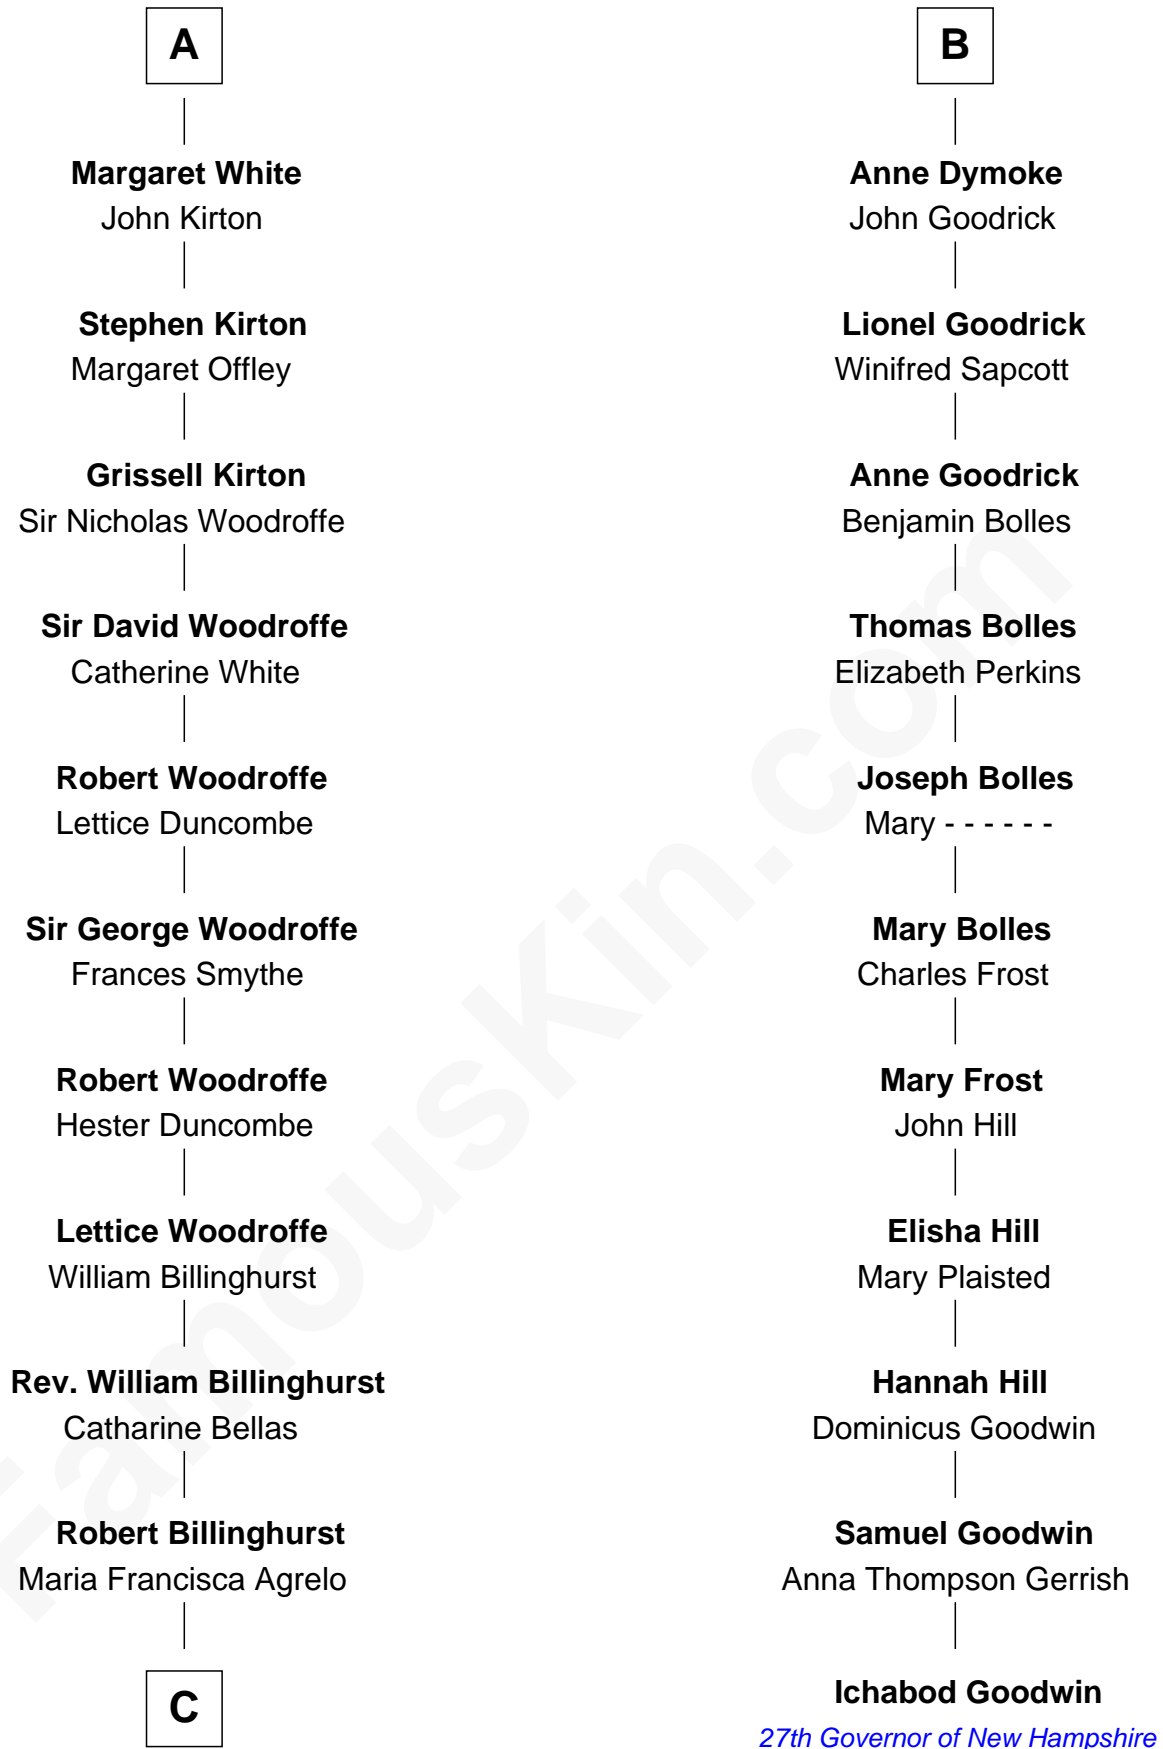 A
Margaret White
John Kirton
Stephen Kirton
Margaret Offley
Grissell Kirton
Sir Nicholas Woodroffe
Sir David Woodroffe
Catherine White
Robert Woodroffe
Lettice Duncombe
Sir George Woodroffe
Frances Smythe
Robert Woodroffe
Hester Duncombe
Lettice Woodroffe
William Billinghurst
Rev. William Billinghurst
Catharine Bellas
Robert Billinghurst
Maria Francisca Agrelo
C
B
Anne Dymoke
John Goodrick
Lionel Goodrick
Winifred Sapcott
Anne Goodrick
Benjamin Bolles
Thomas Bolles
Elizabeth Perkins
Joseph Bolles
Mary - - - - - -
Mary Bolles
Charles Frost
Mary Frost
John Hill
Elisha Hill
Mary Plaisted
Hannah Hill
Dominicus Goodwin
Samuel Goodwin
Anna Thompson Gerrish
Ichabod Goodwin
27th Governor of New Hampshire
FamousKin.com